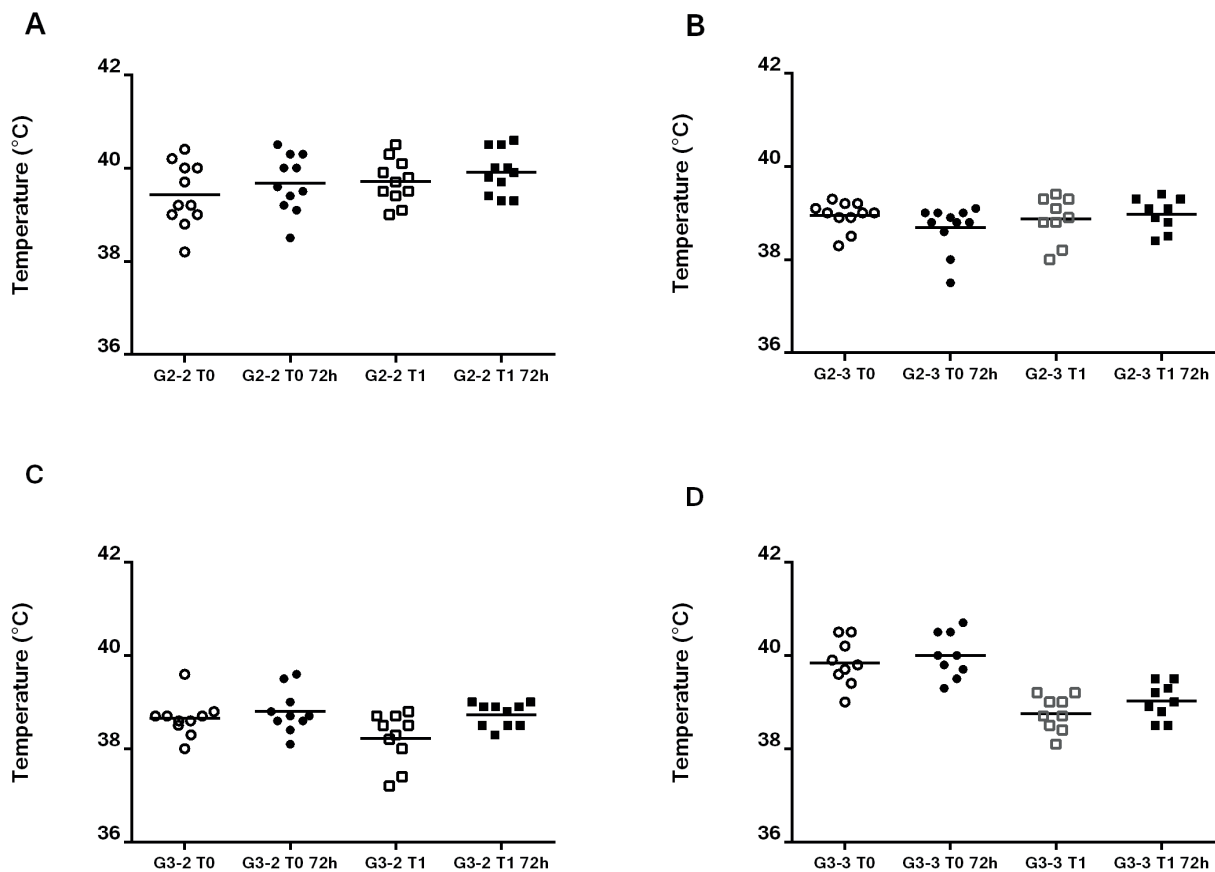 A
Temperature (°C)
42
40
38
36
G2-2 T0 G2-2 T0 72h G2-2 T1 G2-2 T1 72h
B
Temperature (°C)
42
40
38
36
G2-3 T0 G2-3 T0 72h G2-3 T1 G2-3 T1 72h
C
Temperature (°C)
42
40
38
36
G3-2 T0 G3-2 T0 72h G3-2 T1 G3-2 T1 72h
D
Temperature (°C)
42
40
38
36
G3-3 T0 G3-3 T0 72h G3-3 T1 G3-3 T1 72h